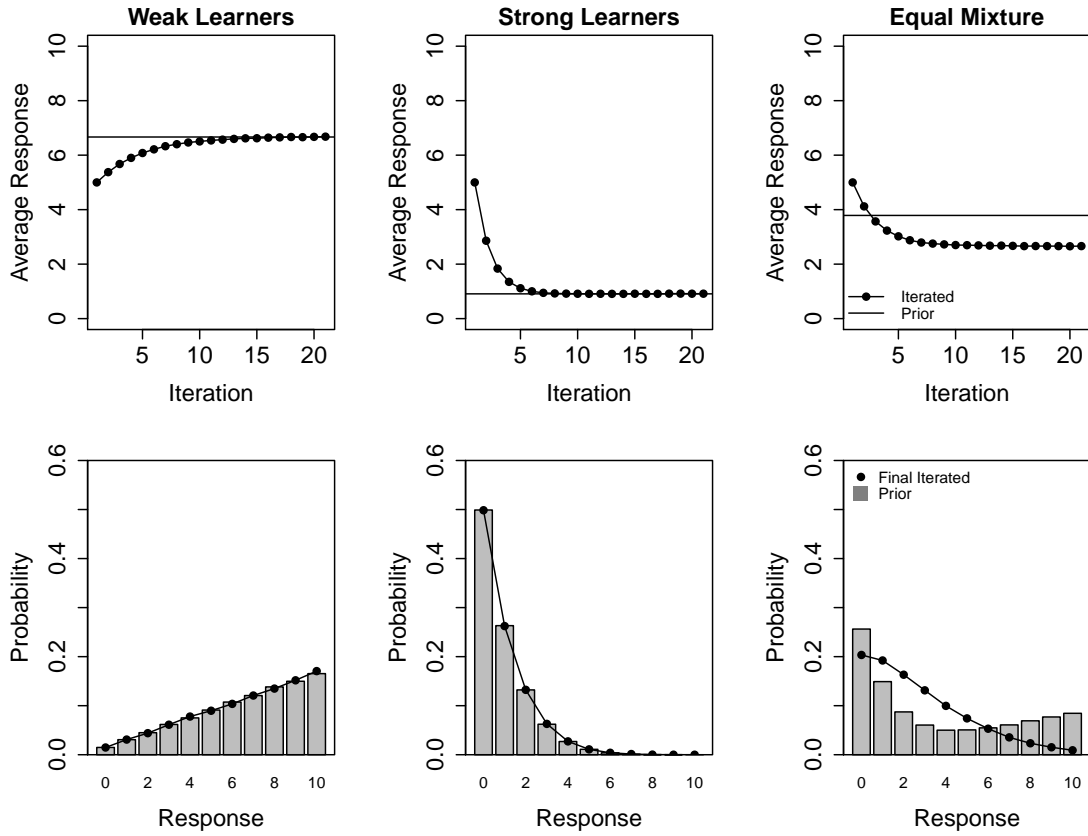 Weak Learners
Strong Learners
Equal Mixture
Average Response
0 2 4 6 8 10
5 10 15 20
Iteration
Average Response
0 2 4 6 8 10
5 10 15 20
Iteration
Average Response
0 2 4 6 8 10
Iterated
Prior
5 10 15 20
Iteration
Probability
0.0 0.2 0.4 0.6
0 2 4 6 8 10
Response
Probability
0.0 0.2 0.4 0.6
0 2 4 6 8 10
Response
Probability
0.0 0.2 0.4 0.6
Final Iterated
Prior
0 2 4 6 8 10
Response